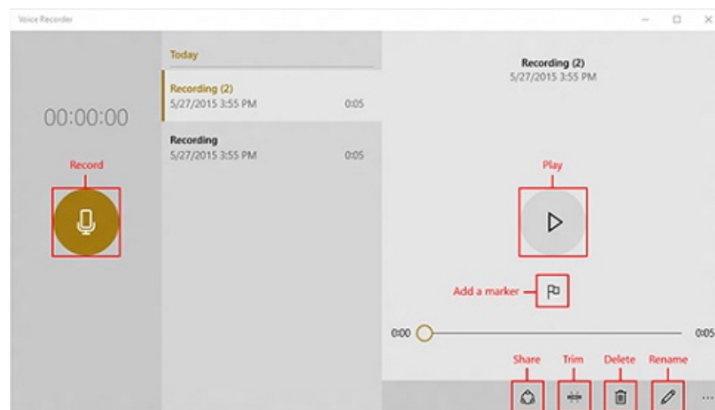 Voice Recorder
00:00:00
Record
Today
Recording (2)
5/27/2015 3:55 PM 0:05
Recording
5/27/2015 3:55 PM 0:05
Recording (2)
5/27/2015 3:55 PM
Play
Add a marker
0:00 0:05
Share Trim Delete Rename